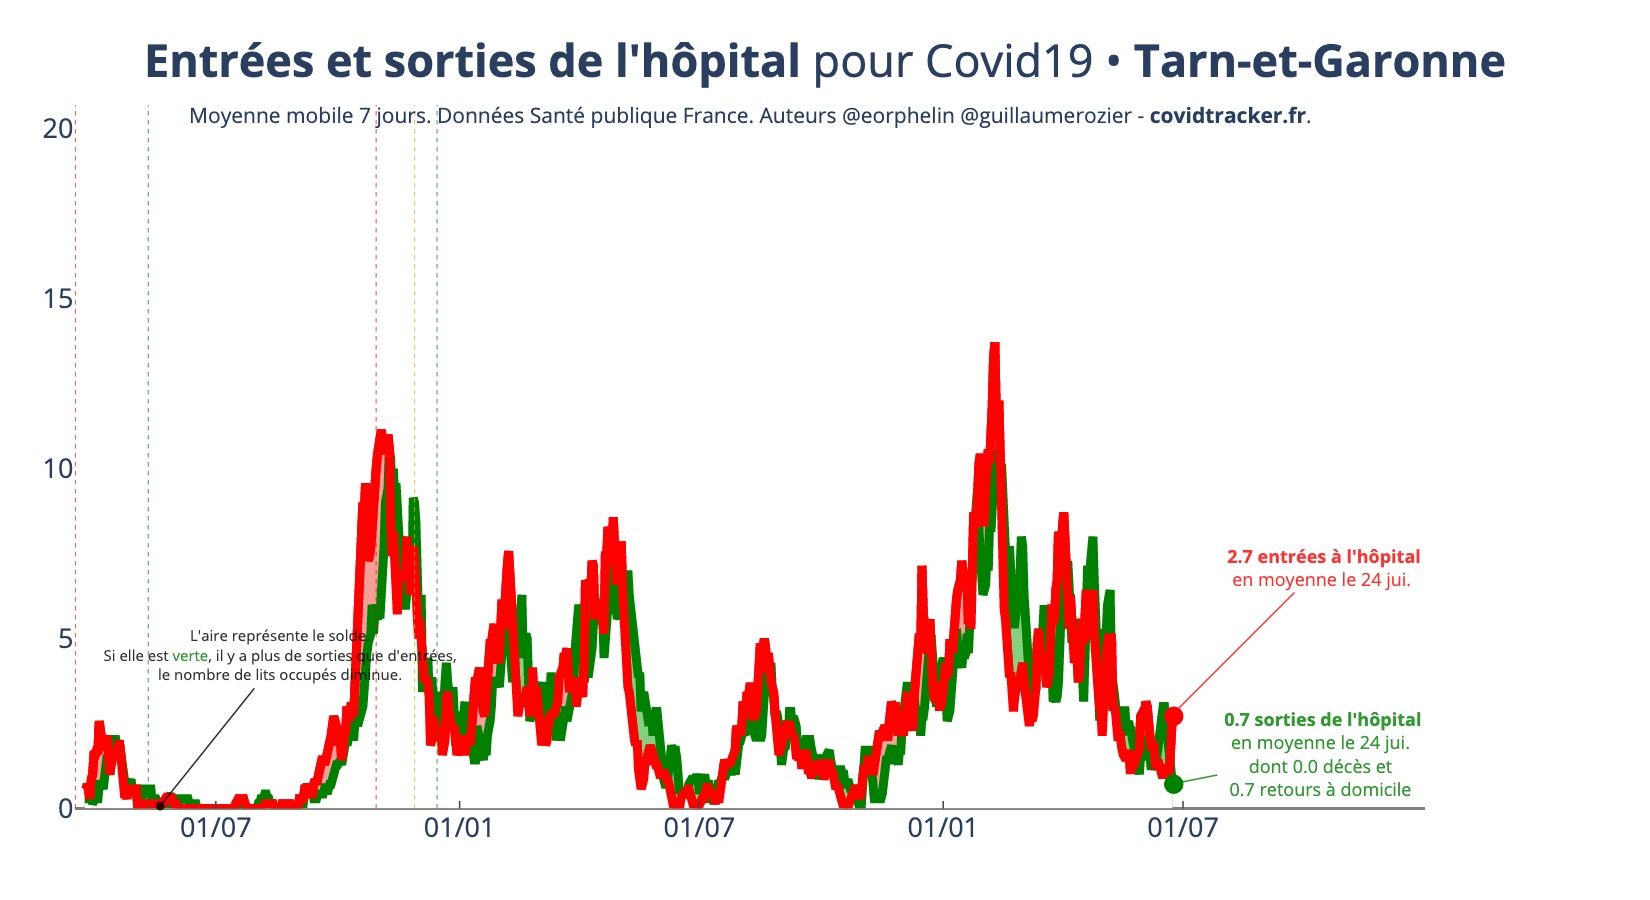 Entrées et sorties de l'hôpital pour Covid19 • Tarn-et-Garonne
Moyenne mobile 7 jours. Données Santé publique France. Auteurs @eorphelin @guillaumerozier - covidtracker.fr.
20
15
10
5
0
L'aire représente le solde.
Si elle est verte, il y a plus de sorties que d'entrées,
le nombre de lits occupés diminue.
2.7 entrées à l'hôpital
en moyenne le 24 jui.
0.7 sorties de l'hôpital
en moyenne le 24 jui.
dont 0.0 décès et
0.7 retours à domicile
01/07
01/01
01/07
01/01
01/07